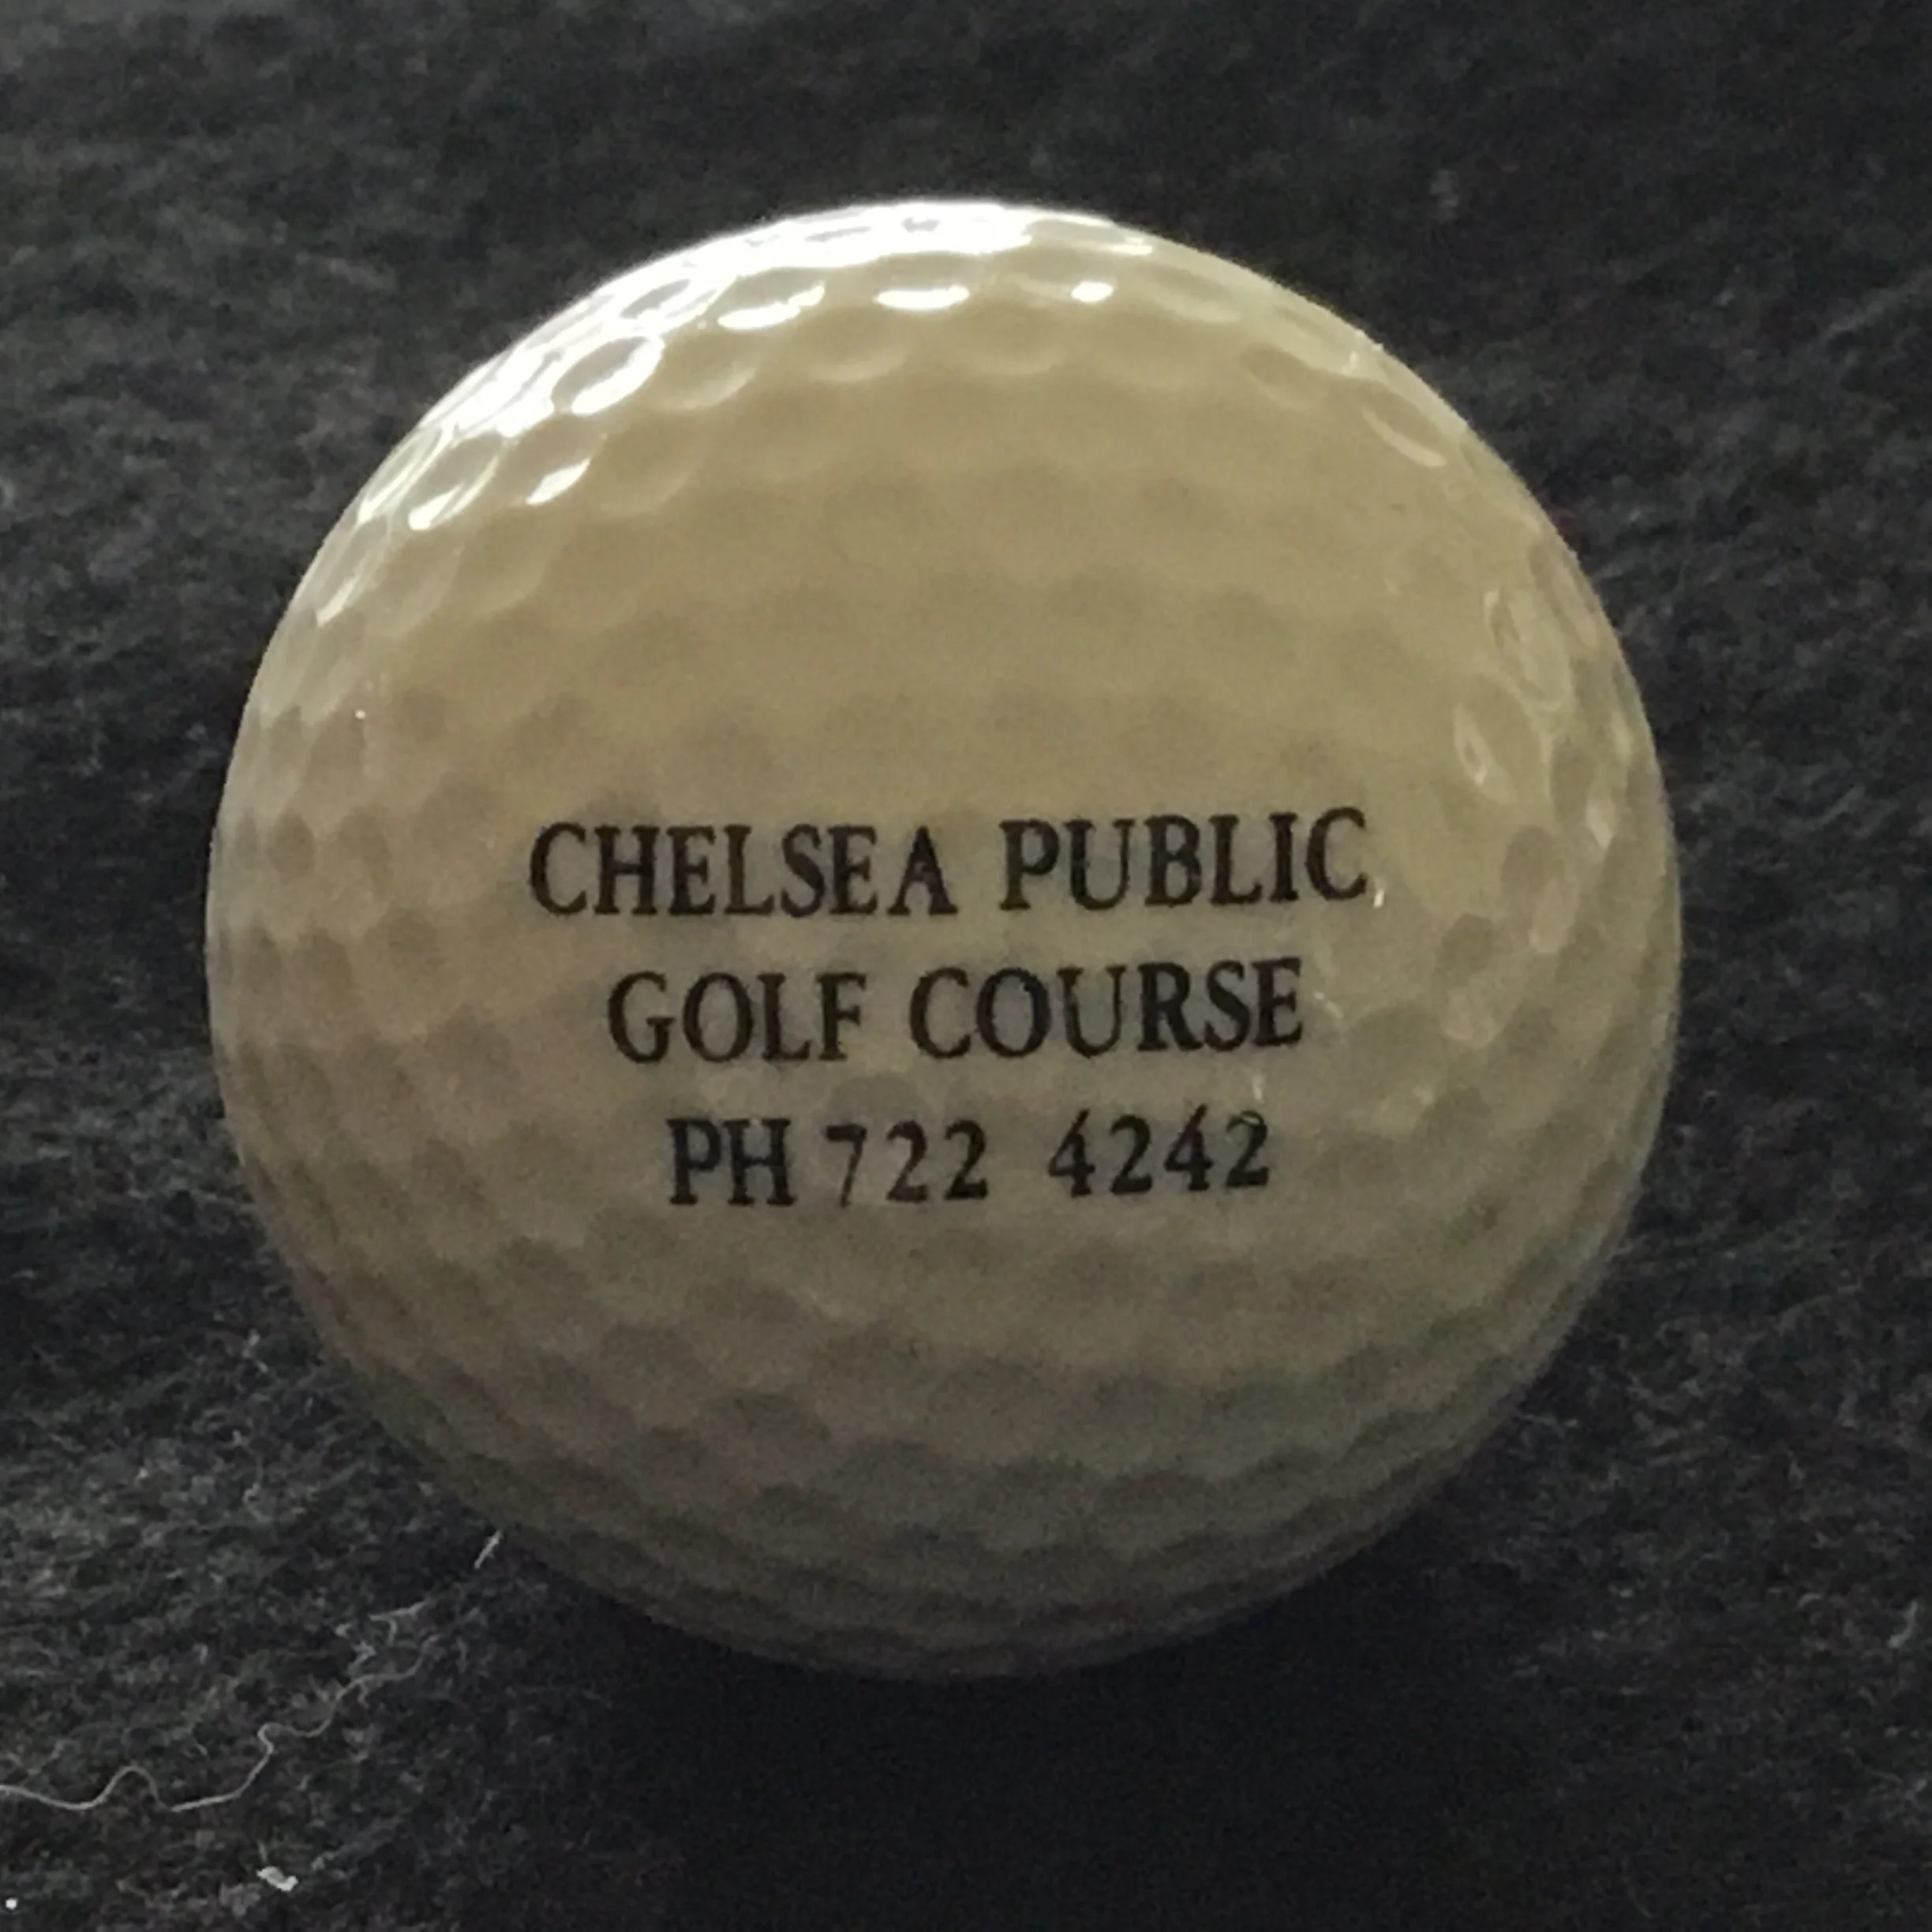 CHELSEA PUBLIC
GOLF COURSE
PH 722 4242